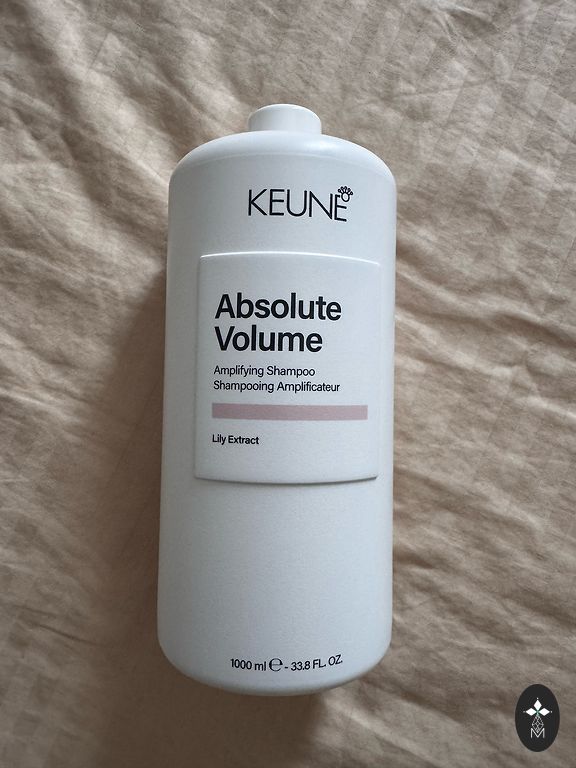 KEUNE
Absolute
Volume
Amplifying Shampoo
Shampooing Amplificateur
Lily Extract
1000 ml ℮ - 33.8 FL. OZ.
M